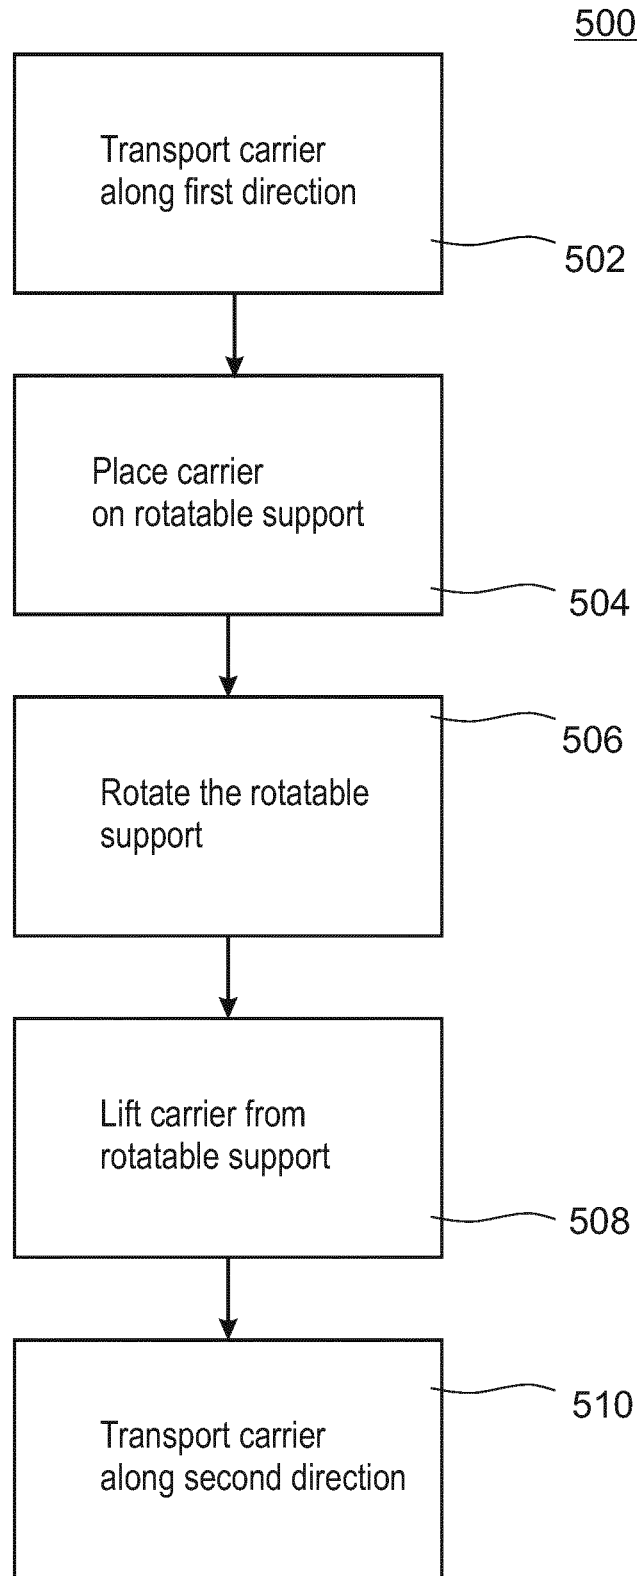 500
Transport carrier
along first direction
502
Place carrier
on rotatable support
504
506
Rotate the rotatable
support
Lift carrier from
rotatable support
508
510
Transport carrier
along second direction